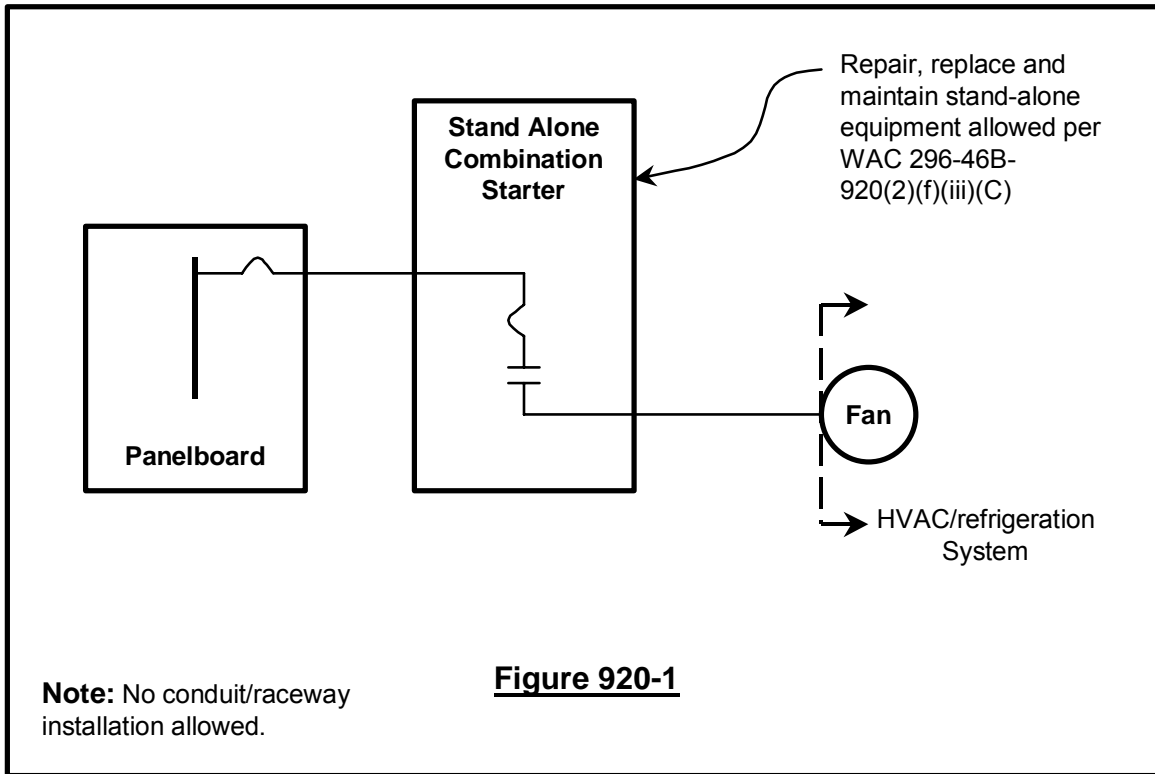 Repair, replace and
maintain stand-alone
equipment allowed per
WAC 296-46B-
920(2)(f)(iii)(C)
Stand Alone
Combination
Starter
Panelboard
Fan
HVAC/refrigeration
System
Figure 920-1
Note: No conduit/raceway
installation allowed.